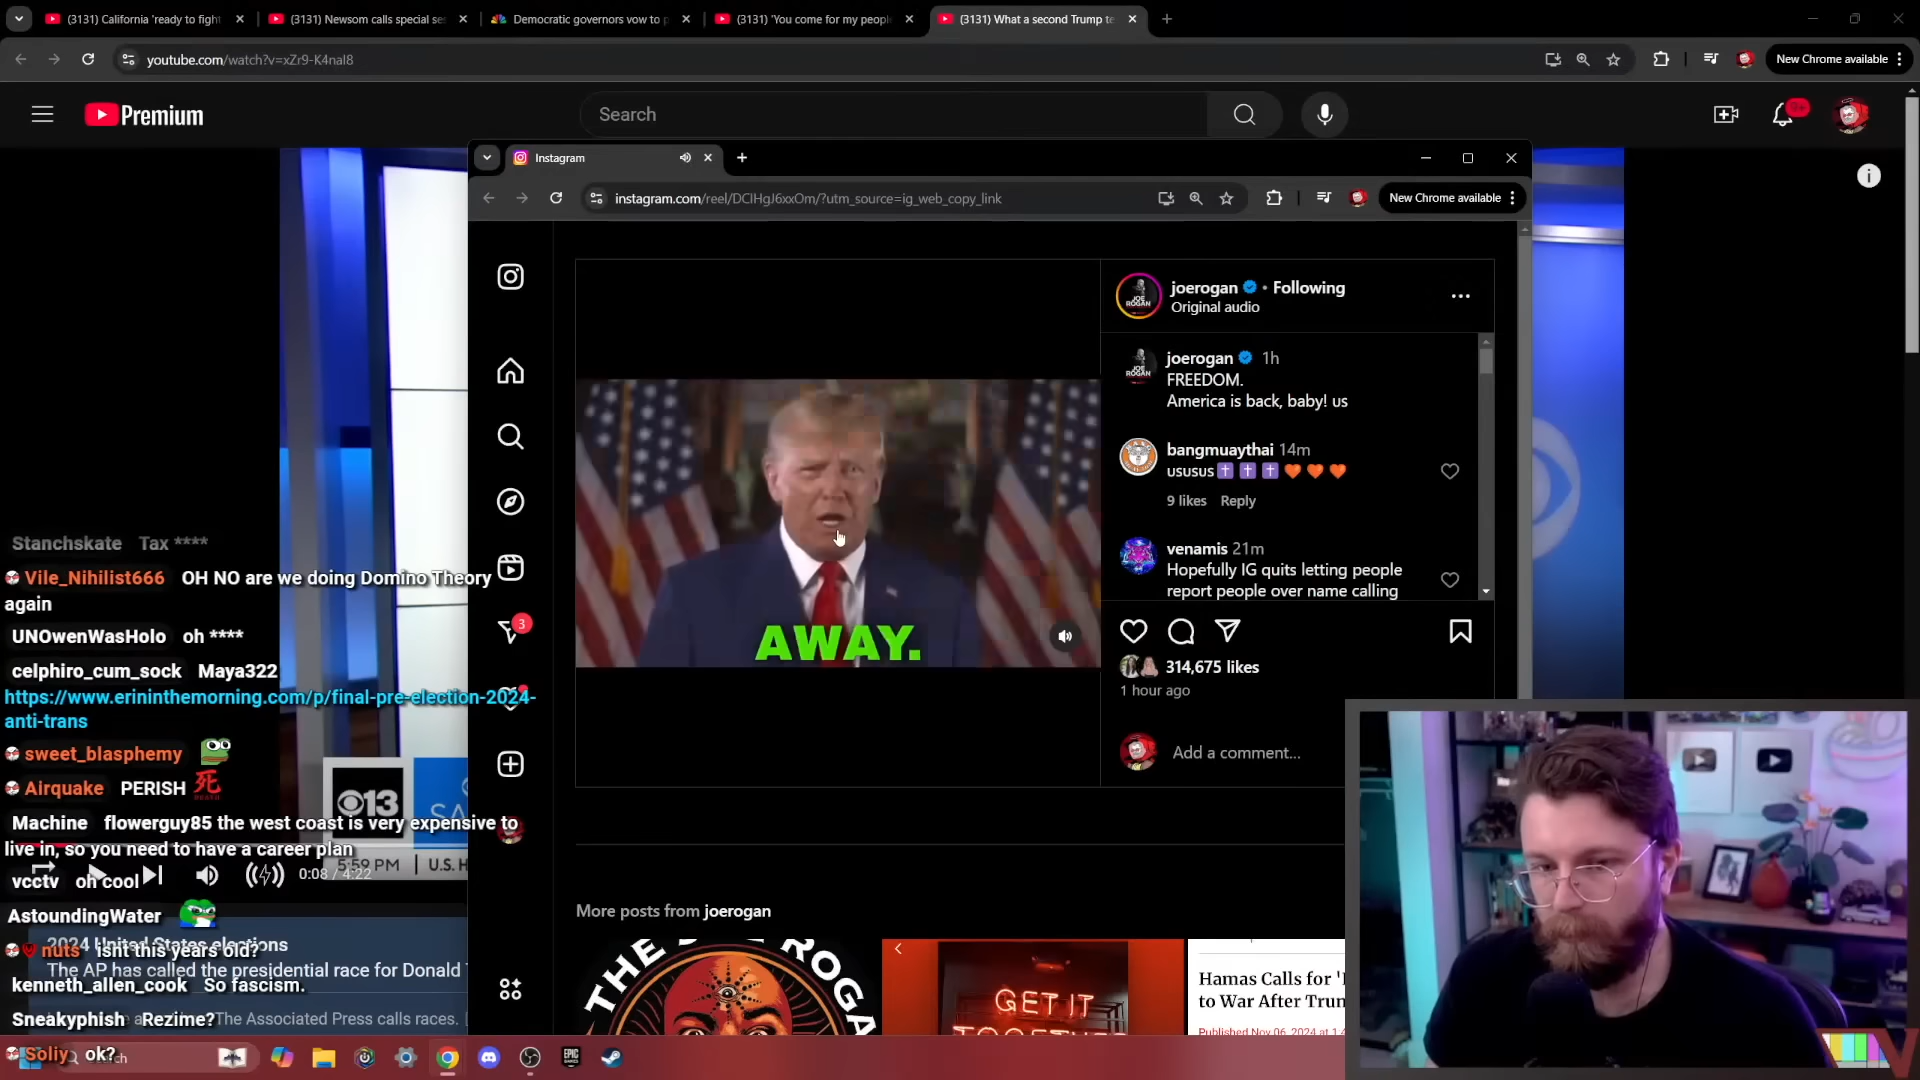 (3131) California 'ready to fight
(3131) Newsom calls special se
Democratic governors vow to p
(3131) 'You come for my people
(3131) What a second Trump te
youtube.com/watch?v=xZr9-K4nal8
New Chrome available
Premium
Search
9+
Instagram
instagram.com/reel/DCIHgJ6xxOm/?utm_source=ig_web_copy_link
New Chrome available
joerogan • Following
Original audio
joerogan 1h
FREEDOM.
America is back, baby! us
bangmuaythai 14m
ususus
9 likes Reply
venamis 21m
Hopefully IG quits letting people
report people over name calling
AWAY.
3
314,675 likes
1 hour ago
Add a comment...
More posts from joerogan
THE JOE ROGA
GET IT
TOGETHER
Hamas Calls for '
to War After Trun
Published Nov 06, 2024 at 1:4
Stanchskate Tax ****
Vile_Nihilist666 OH NO are we doing Domino Theory
again
UNOwenWasHolo oh ****
celphiro_cum_sock Maya322
https://www.erininthemorning.com/p/final-pre-election-2024-
anti-trans
sweet_blasphemy
Airquake PERISH 死
DEATH
Machine flowerguy85 the west coast is very expensive to
live in, so you need to have a career plan
vcctv oh cool
AstoundingWater
nuts isnt this years old?
kenneth_allen_cook So fascism.
Sneakyphish Rezime?
Soliy ok?
13
SA
5:59 PM U.S. H
0:08 / 4:22
2024 United States elections
The AP has called the presidential race for Donald T
The Associated Press calls races.